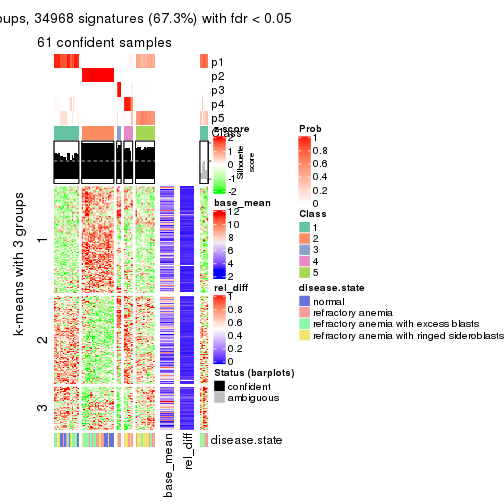 oups, 34968 signatures (67.3%) with fdr < 0.05
61 confident samples
p1
p2
p3
p4
p5
Class
Silhouette
score
z-score
2
1
0
-1
-2
base_mean
12
10
8
6
4
2
rel_diff
1
0.8
0.6
0.4
0.2
0
Status (barplots)
confident
ambiguous
Prob
1
0.8
0.6
0.4
0.2
0
Class
1
2
3
4
5
disease.state
normal
refractory anemia
refractory anemia with excess blasts
refractory anemia with ringed sideroblasts
k-means with 3 groups
1
2
3
disease.state
base_mean
rel_diff